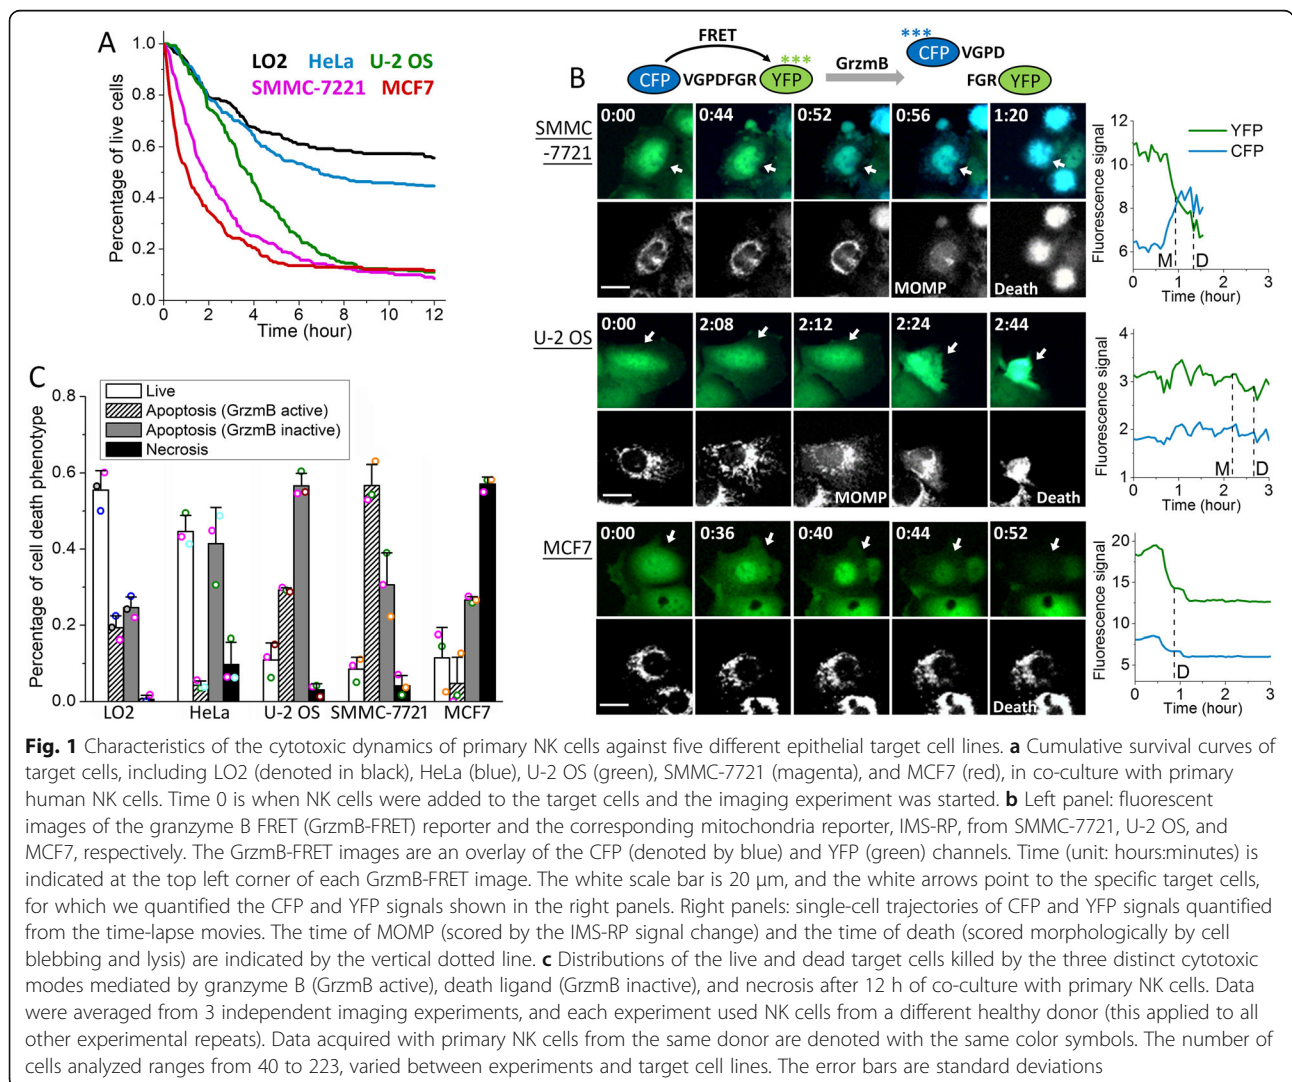 A
1.0
0.8
0.6
0.4
0.2
0.0
Percentage of live cells
LO2 HeLa U-2 OS
SMMC-7221 MCF7
0 2 4 6 8 10 12
Time (hour)
B
FRET
CFP VGPDFGR YFP
***
GrzmB
***
CFP VGPD
FGR YFP
SMMC
-7721
0:00 0:44 0:52 0:56 1:20
MOMP Death
12
10
8
6
Fluorescence signal
YFP
CFP
M D
0 1 2 3
Time (hour)
U-2 OS
0:00 2:08 2:12 2:24 2:44
MOMP Death
4
3
2
1
Fluorescence signal
M D
0 1 2 3
Time (hour)
MCF7
0:00 0:36 0:40 0:44 0:52
Death
20
15
10
5
Fluorescence signal
D
0 1 2 3
Time (hour)
C
0.8
0.6
0.4
0.2
0.0
Percentage of cell death phenotype
Live
Apoptosis (GrzmB active)
Apoptosis (GrzmB inactive)
Necrosis
LO2 HeLa U-2 OS SMMC-7721 MCF7
Fig. 1 Characteristics of the cytotoxic dynamics of primary NK cells against five different epithelial target cell lines. a Cumulative survival curves of
target cells, including LO2 (denoted in black), HeLa (blue), U-2 OS (green), SMMC-7721 (magenta), and MCF7 (red), in co-culture with primary
human NK cells. Time 0 is when NK cells were added to the target cells and the imaging experiment was started. b Left panel: fluorescent
images of the granzyme B FRET (GrzmB-FRET) reporter and the corresponding mitochondria reporter, IMS-RP, from SMMC-7721, U-2 OS, and
MCF7, respectively. The GrzmB-FRET images are an overlay of the CFP (denoted by blue) and YFP (green) channels. Time (unit: hours:minutes) is
indicated at the top left corner of each GrzmB-FRET image. The white scale bar is 20 μm, and the white arrows point to the specific target cells,
for which we quantified the CFP and YFP signals shown in the right panels. Right panels: single-cell trajectories of CFP and YFP signals quantified
from the time-lapse movies. The time of MOMP (scored by the IMS-RP signal change) and the time of death (scored morphologically by cell
blebbing and lysis) are indicated by the vertical dotted line. c Distributions of the live and dead target cells killed by the three distinct cytotoxic
modes mediated by granzyme B (GrzmB active), death ligand (GrzmB inactive), and necrosis after 12 h of co-culture with primary NK cells. Data
were averaged from 3 independent imaging experiments, and each experiment used NK cells from a different healthy donor (this applied to all
other experimental repeats). Data acquired with primary NK cells from the same donor are denoted with the same color symbols. The number of
cells analyzed ranges from 40 to 223, varied between experiments and target cell lines. The error bars are standard deviations